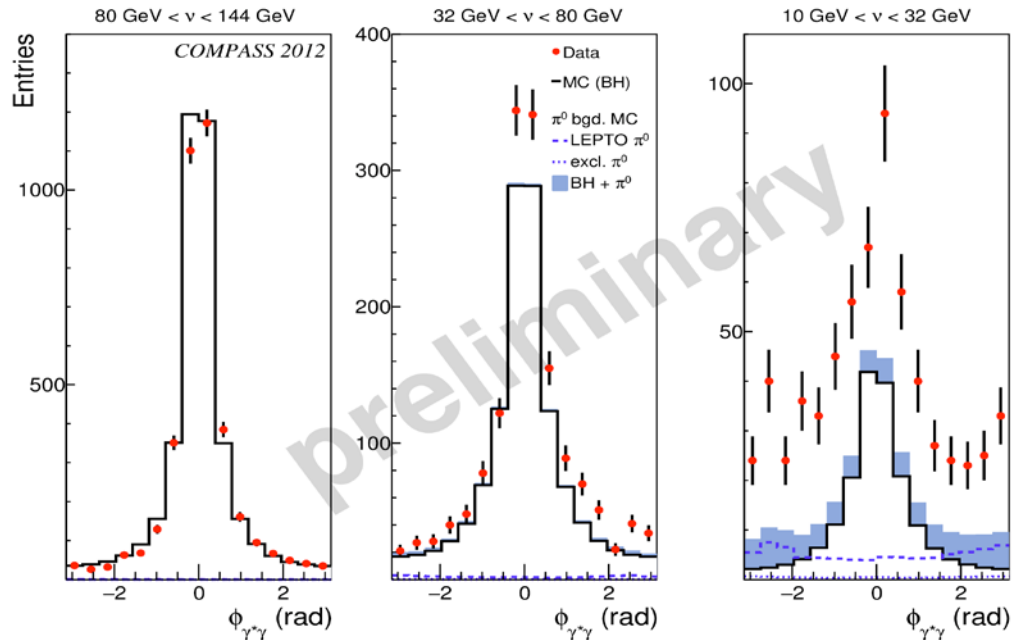 80 GeV < ν < 144 GeV
32 GeV < ν < 80 GeV
10 GeV < ν < 32 GeV
Entries
COMPASS 2012
1000
500
−2
0
2
ϕγ*γ (rad)
400
300
200
100
0
−2
0
2
ϕγ*γ (rad)
Data
MC (BH)
π⁰ bgd. MC
LEPTO π⁰
excl. π⁰
BH + π⁰
100
50
−2
0
2
ϕγ*γ (rad)
preliminary